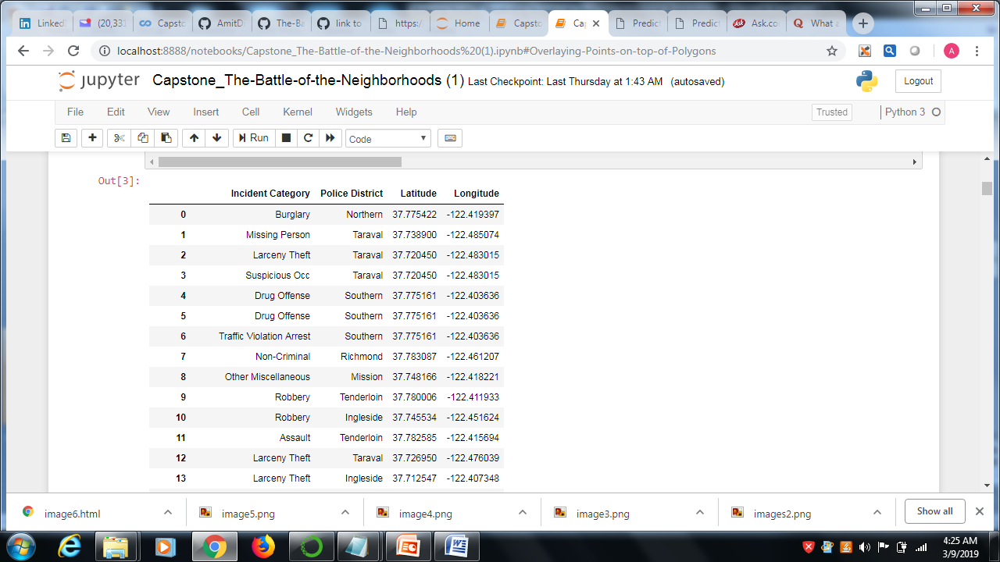 LinkedI
(20,331
Capsto
AmitD
The-Ba
link to
https:/
Home
Capsto
Ca
Predict
Predict
Ask.co
What a
localhost:8888/notebooks/Capstone_The-Battle-of-the-Neighborhoods%20(1).ipynb#Overlaying-Points-on-top-of-Polygons
A
jupyter Capstone_The-Battle-of-the-Neighborhoods (1) Last Checkpoint: Last Thursday at 1:43 AM (autosaved) Logout
File Edit View Insert Cell Kernel Widgets Help Trusted Python 3
Run Code
Out[3]:
Incident Category Police District Latitude Longitude
0 Burglary Northern 37.775422 -122.419397
1 Missing Person Taraval 37.738900 -122.485074
2 Larceny Theft Taraval 37.720450 -122.483015
3 Suspicious Occ Taraval 37.720450 -122.483015
4 Drug Offense Southern 37.775161 -122.403636
5 Drug Offense Southern 37.775161 -122.403636
6 Traffic Violation Arrest Southern 37.775161 -122.403636
7 Non-Criminal Richmond 37.783087 -122.461207
8 Other Miscellaneous Mission 37.748166 -122.418221
9 Robbery Tenderloin 37.780006 -122.411933
10 Robbery Ingleside 37.745534 -122.451624
11 Assault Tenderloin 37.782585 -122.415694
12 Larceny Theft Taraval 37.726950 -122.476039
13 Larceny Theft Ingleside 37.712547 -122.407348
image6.html image5.png image4.png image3.png images2.png Show all
4:25 AM
3/9/2019